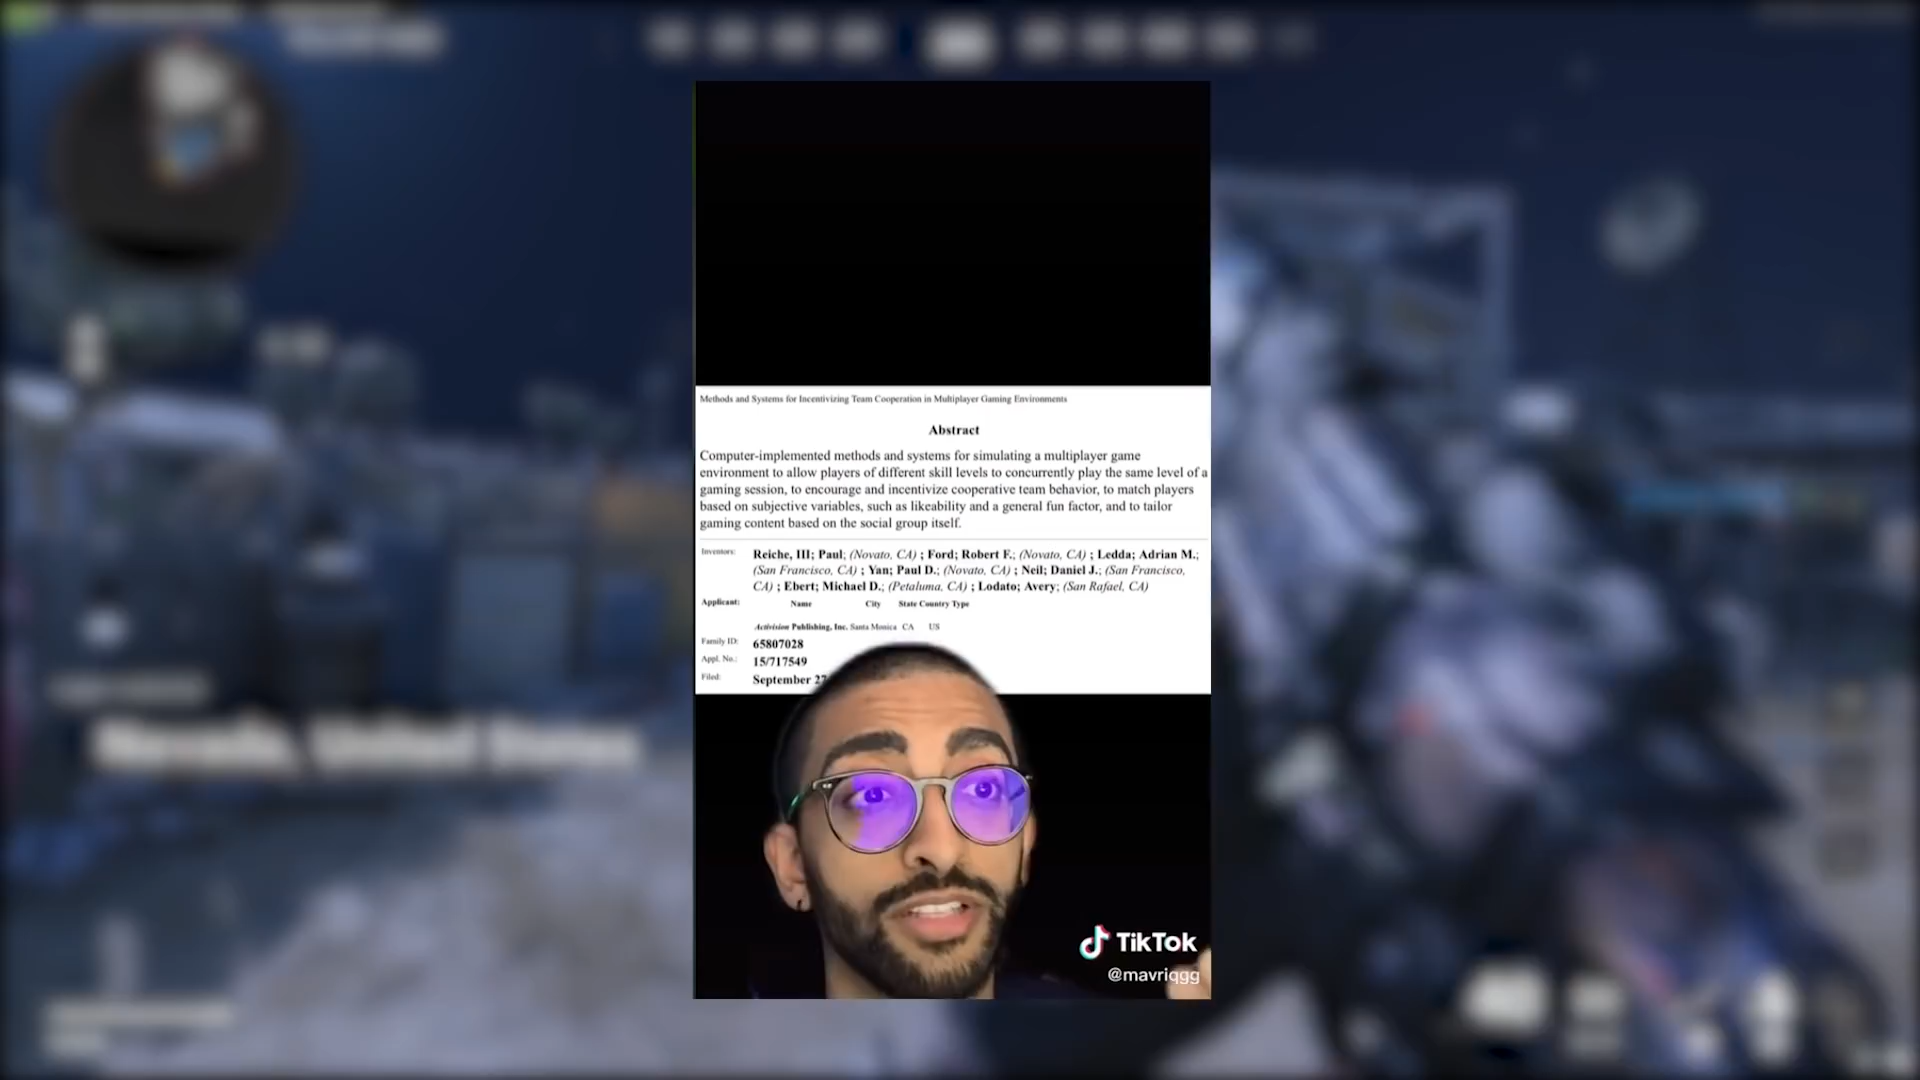 Methods and Systems for Incentivizing Team Cooperation in Multiplayer Gaming Environments
Abstract
Computer-implemented methods and systems for simulating a multiplayer game
environment to allow players of different skill levels to concurrently play the same level of a
gaming session, to encourage and incentivize cooperative team behavior, to match players
based on subjective variables, such as likeability and a general fun factor, and to tailor
gaming content based on the social group itself.
Inventors: Reiche, III; Paul; (Novato, CA) ; Ford; Robert F.; (Novato, CA) ; Ledda; Adrian M.;
(San Francisco, CA) ; Yan; Paul D.; (Novato, CA) ; Neil; Daniel J.; (San Francisco,
CA) ; Ebert; Michael D.; (Petaluma, CA) ; Lodato; Avery; (San Rafael, CA)
Applicant: Name City State Country Type
Activision Publishing, Inc. Santa Monica CA US
Family ID: 65807028
Appl. No.: 15/717549
Filed: September 27
TikTok
@mavriqgg
Nevada, United States